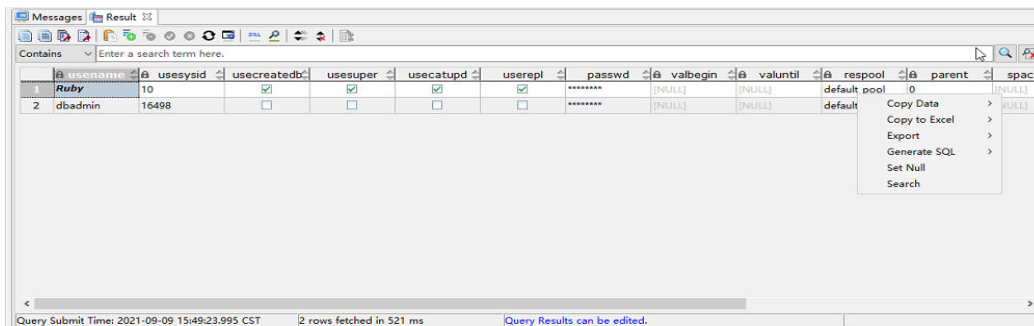 Messages Result
Contains Enter a search term here.
usename usesysid usecreatedb usesuper usecatupd userepl passwd valbegin valuntil respool parent spac
1 Ruby 10 ******** [NULL] [NULL] default_pool 0 [NULL]
2 dbadmin 16498 ******** [NULL] [NULL] default NULL]
Copy Data >
Copy to Excel >
Export >
Generate SQL >
Set Null
Search
Query Submit Time: 2021-09-09 15:49:23.995 CST 2 rows fetched in 521 ms Query Results can be edited.